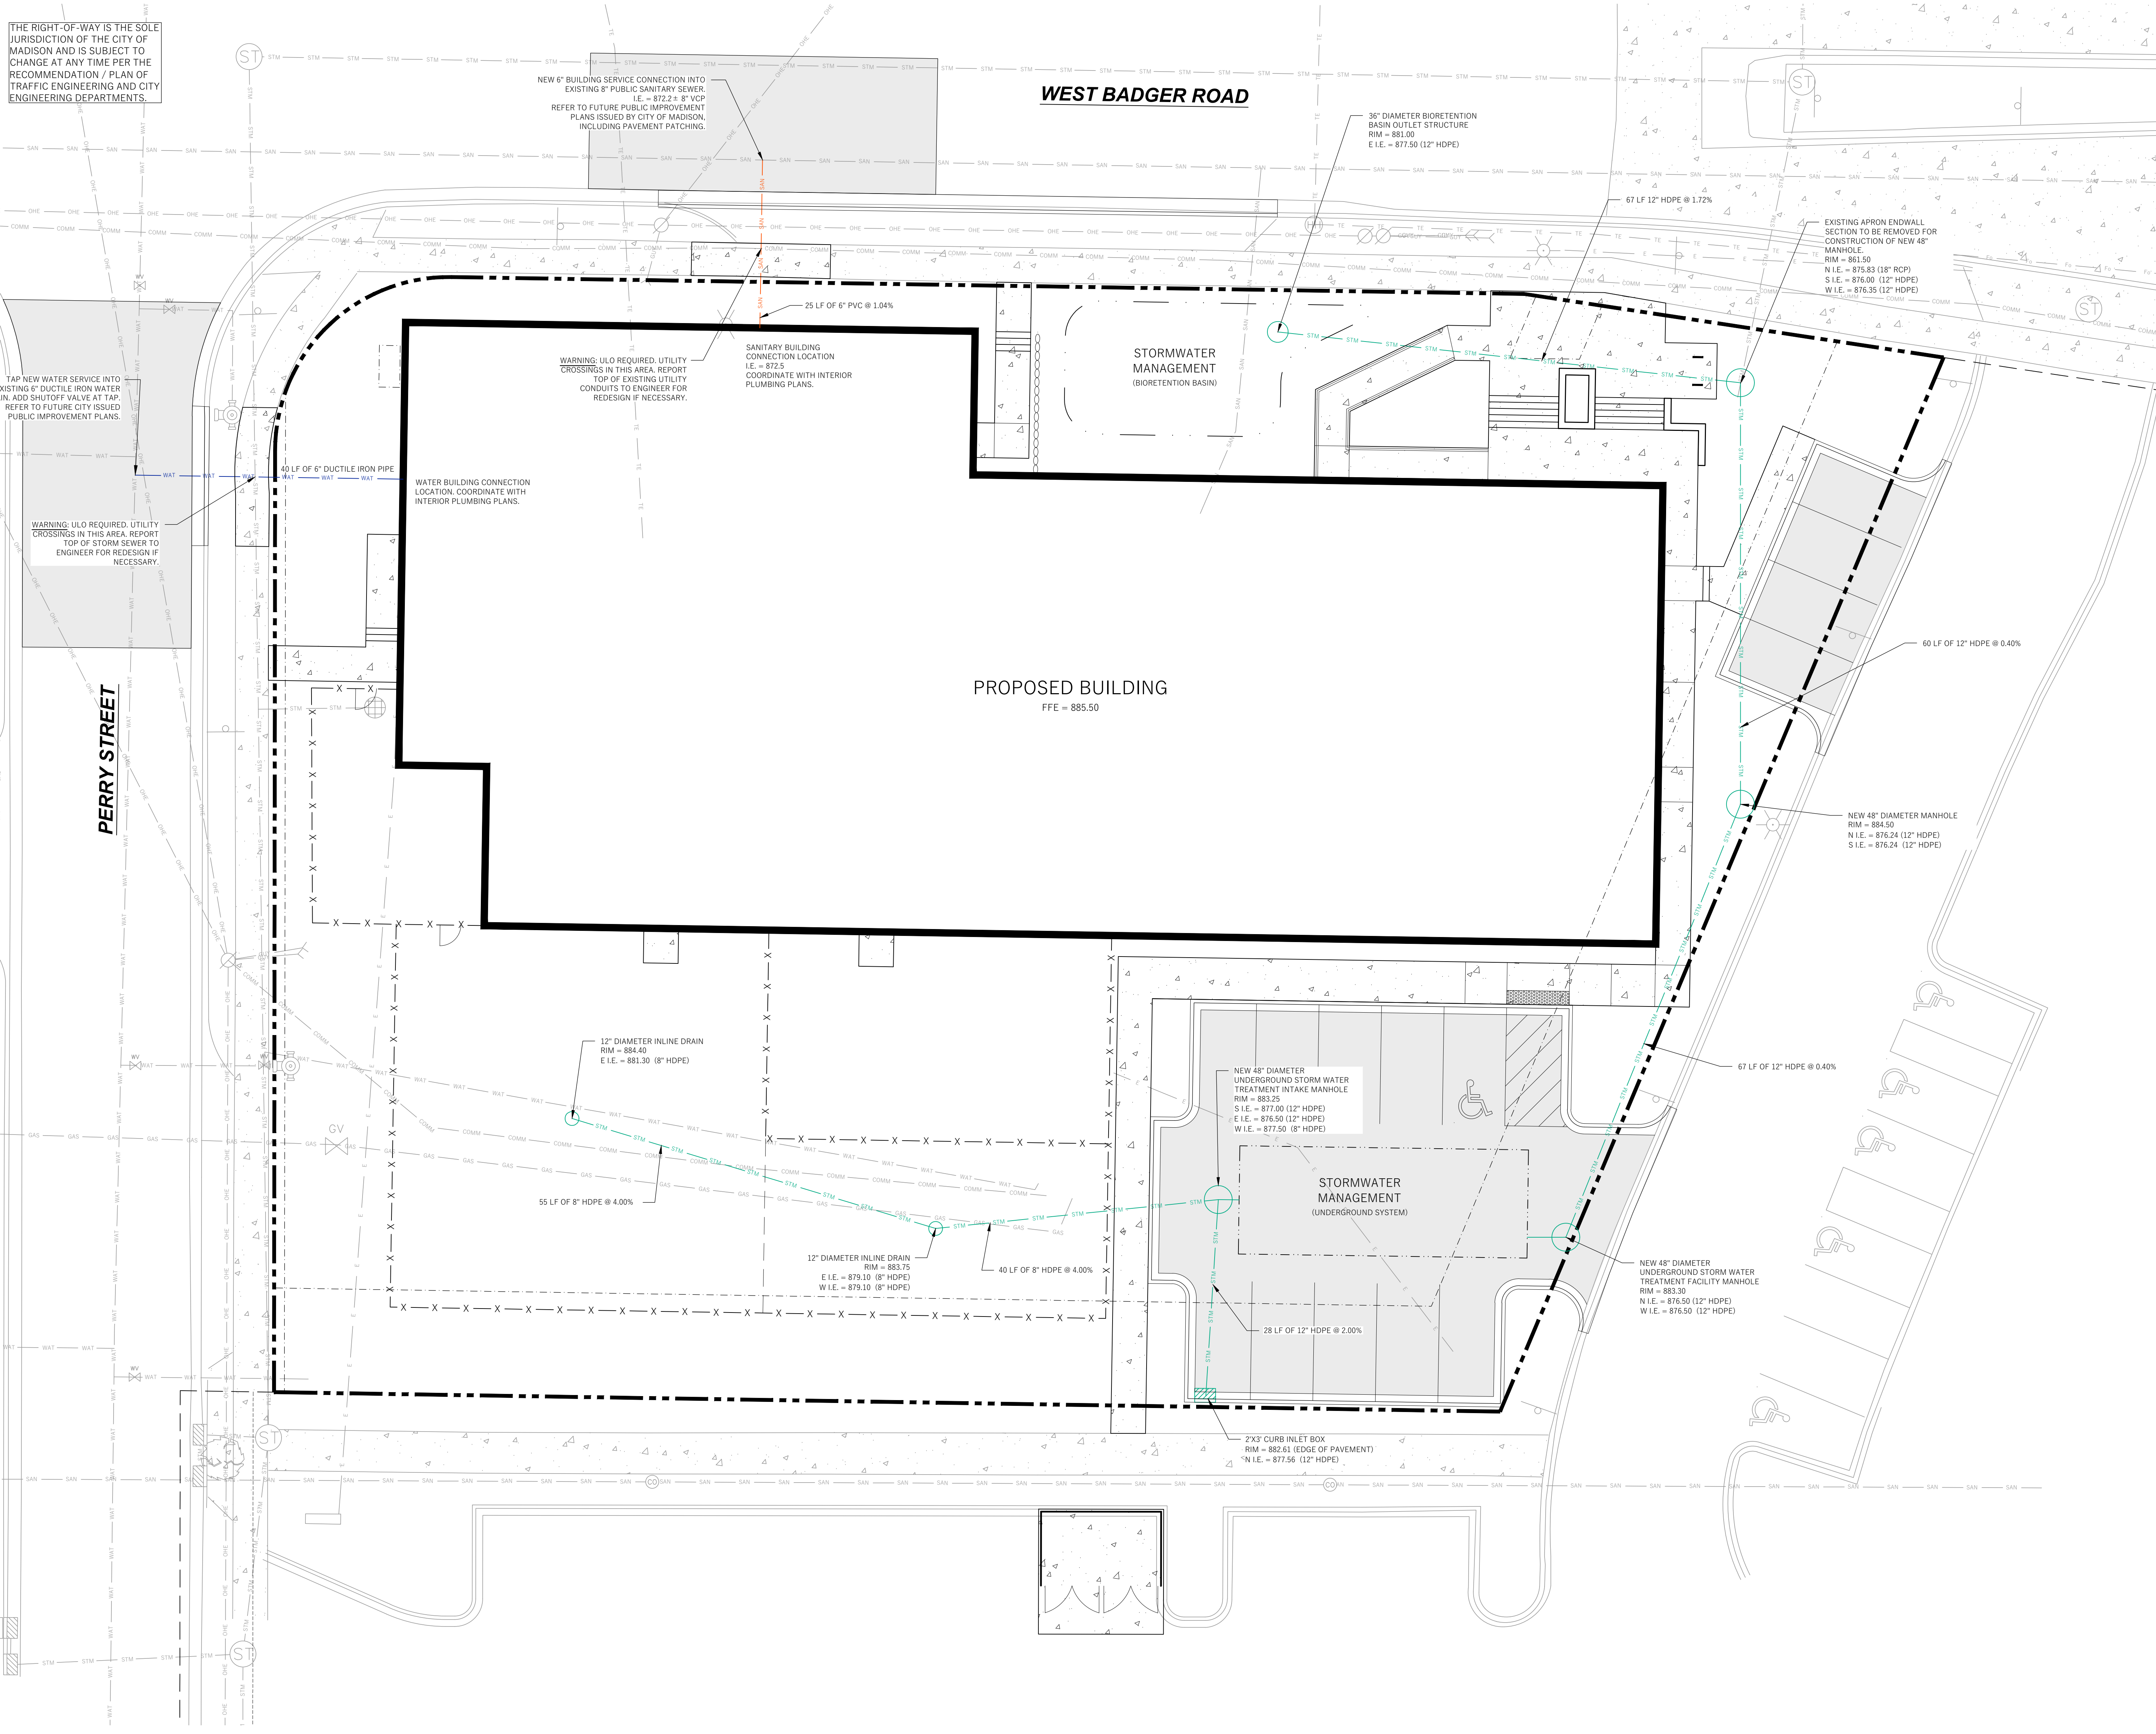 THE RIGHT-OF-WAY IS THE SOLE
JURISDICTION OF THE CITY OF
MADISON AND IS SUBJECT TO
CHANGE AT ANY TIME PER THE
RECOMMENDATION / PLAN OF
TRAFFIC ENGINEERING AND CITY
ENGINEERING DEPARTMENTS.
NEW 6" BUILDING SERVICE CONNECTION INTO
EXISTING 8" PUBLIC SANITARY SEWER.
I.E. = 872.2± 8" VCP
REFER TO FUTURE PUBLIC IMPROVEMENT
PLANS ISSUED BY CITY OF MADISON,
INCLUDING PAVEMENT PATCHING.
WEST BADGER ROAD
36" DIAMETER BIORETENTION
BASIN OUTLET STRUCTURE
RIM = 881.00
E I.E. = 877.50 (12" HDPE)
67 LF 12" HDPE @ 1.72%
EXISTING APRON ENDWALL
SECTION TO BE REMOVED FOR
CONSTRUCTION OF NEW 48"
MANHOLE.
RIM = 861.50
N I.E. = 875.83 (18" RCP)
S I.E. = 876.00 (12" HDPE)
W I.E. = 876.35 (12" HDPE)
25 LF OF 6" PVC @ 1.04%
WARNING: ULO REQUIRED. UTILITY
CROSSINGS IN THIS AREA. REPORT
TOP OF EXISTING UTILITY
CONDUITS TO ENGINEER FOR
REDESIGN IF NECESSARY.
SANITARY BUILDING
CONNECTION LOCATION
I.E. = 872.5
COORDINATE WITH INTERIOR
PLUMBING PLANS.
STORMWATER
MANAGEMENT
(BIORETENTION BASIN)
TAP NEW WATER SERVICE INTO
6" DUCTILE IRON WATER
ADD SHUTOFF VALVE AT TAP.
REFER TO FUTURE CITY ISSUED
PUBLIC IMPROVEMENT PLANS.
40 LF OF 6" DUCTILE IRON PIPE
WATER BUILDING CONNECTION
LOCATION. COORDINATE WITH
INTERIOR PLUMBING PLANS.
WARNING: ULO REQUIRED. UTILITY
CROSSINGS IN THIS AREA. REPORT
TOP OF STORM SEWER TO
ENGINEER FOR REDESIGN IF
NECESSARY.
PROPOSED BUILDING
FFE = 885.50
60 LF OF 12" HDPE @ 0.40%
PERRY STREET
NEW 48" DIAMETER MANHOLE
RIM = 884.50
N I.E. = 876.24 (12" HDPE)
S I.E. = 876.24 (12" HDPE)
12" DIAMETER INLINE DRAIN
RIM = 884.40
E I.E. = 881.30 (8" HDPE)
67 LF OF 12" HDPE @ 0.40%
NEW 48" DIAMETER
UNDERGROUND STORM WATER
TREATMENT INTAKE MANHOLE
RIM = 883.25
S I.E. = 877.00 (12" HDPE)
E I.E. = 876.50 (12" HDPE)
W I.E. = 877.50 (8" HDPE)
GV
55 LF OF 8" HDPE @ 4.00%
STORMWATER
MANAGEMENT
(UNDERGROUND SYSTEM)
12" DIAMETER INLINE DRAIN
RIM = 883.75
E I.E. = 879.10 (8" HDPE)
W I.E. = 879.10 (8" HDPE)
40 LF OF 8" HDPE @ 4.00%
NEW 48" DIAMETER
UNDERGROUND STORM WATER
TREATMENT FACILITY MANHOLE
RIM = 883.30
N I.E. = 876.50 (12" HDPE)
W I.E. = 876.50 (12" HDPE)
28 LF OF 12" HDPE @ 2.00%
2'X3' CURB INLET BOX
RIM = 882.61 (EDGE OF PAVEMENT)
N I.E. = 877.56 (12" HDPE)